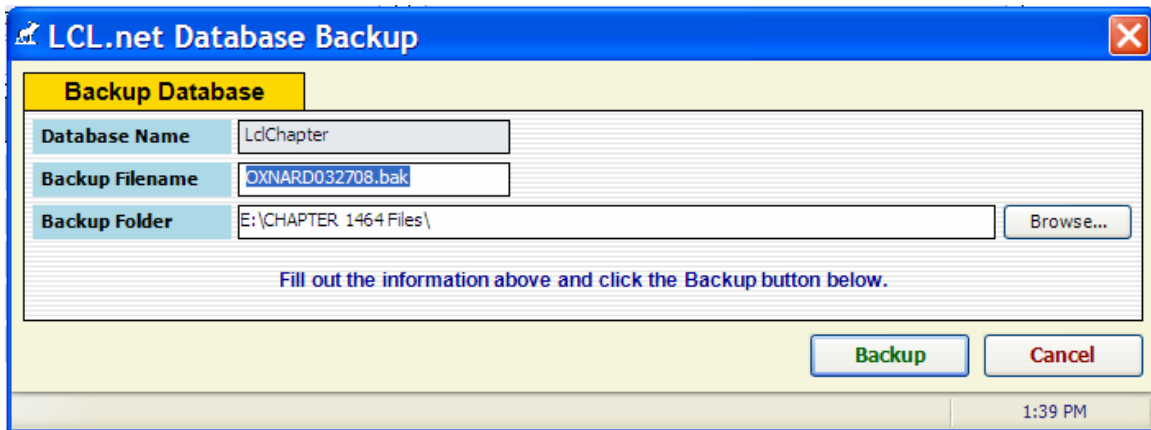 LCL.net Database Backup
Backup Database
Database Name LclChapter
Backup Filename OXNARD032708.bak
Backup Folder E:\CHAPTER 1464 Files\ Browse...
Fill out the information above and click the Backup button below.
Backup Cancel
1:39 PM